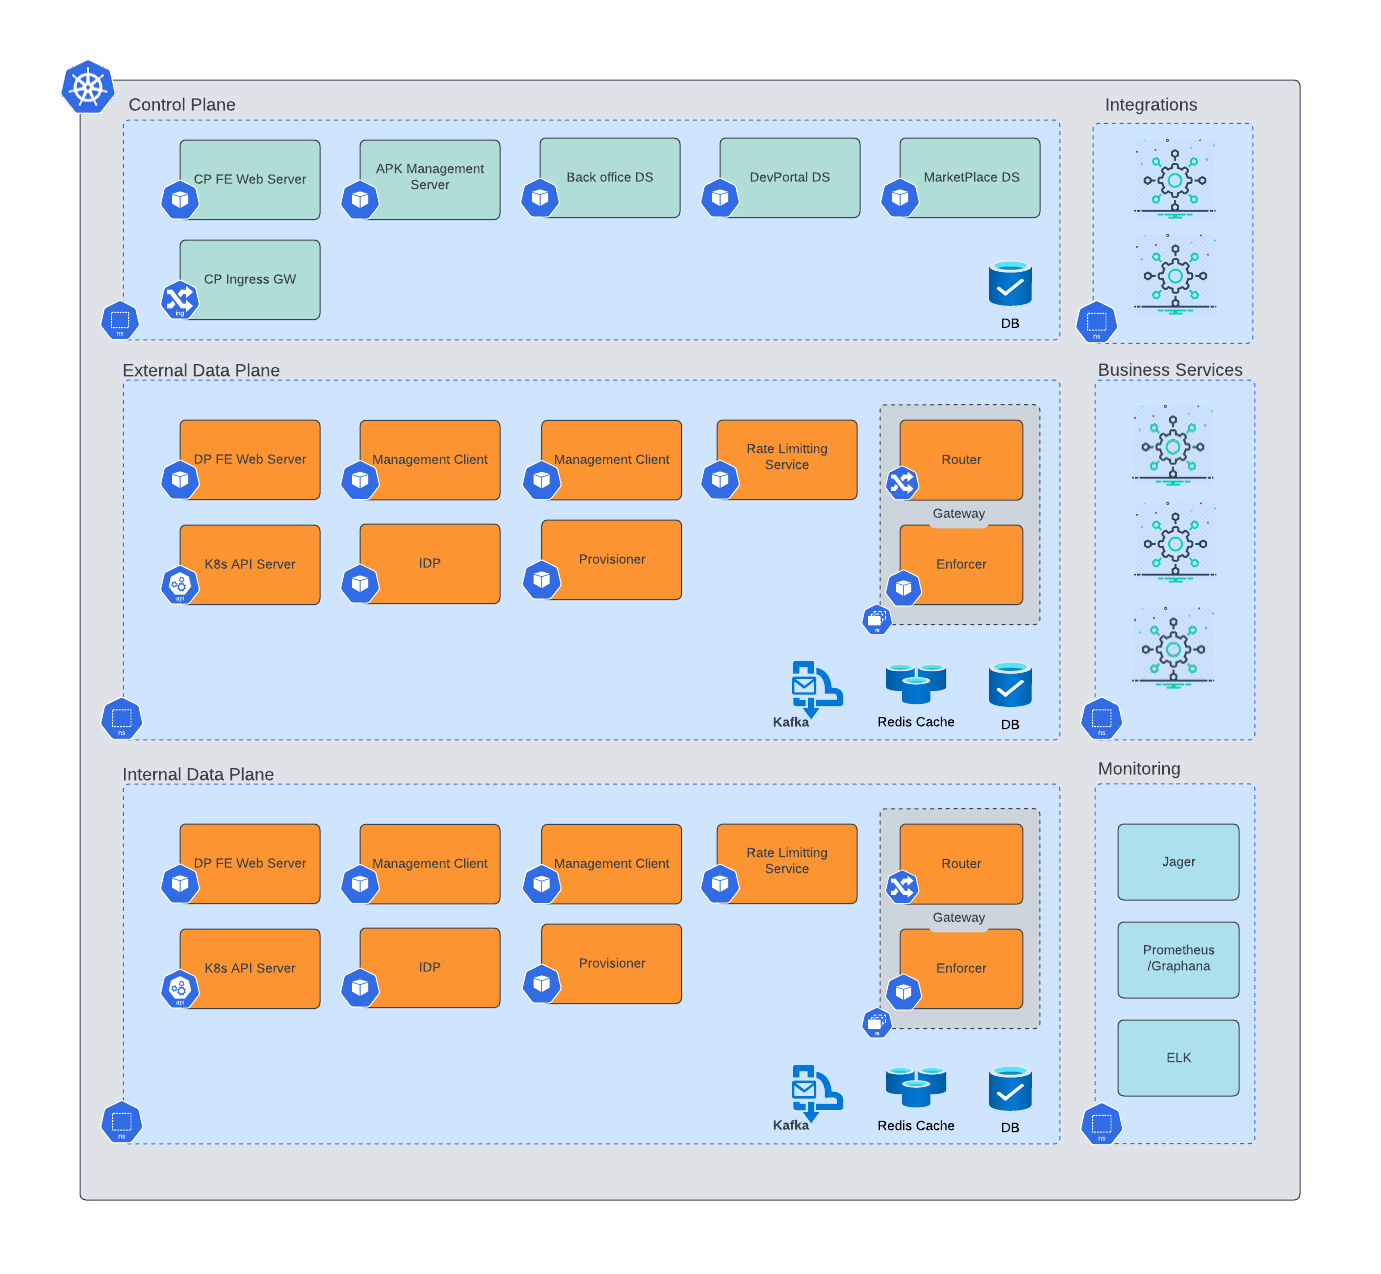 Control Plane
Integrations
CP FE Web Server
APK Management
Server
Back office DS
DevPortal DS
MarketPlace DS
CP Ingress GW
ing
DB
ns
ns
External Data Plane
Business Services
DP FE Web Server
Management Client
Management Client
Rate Limitting
Service
Router
Gateway
K8s API Server
api
IDP
Provisioner
Enforcer
rs
Kafka
Redis Cache
DB
ns
ns
Internal Data Plane
Monitoring
DP FE Web Server
Management Client
Management Client
Rate Limitting
Service
Router
Jager
Gateway
K8s API Server
api
IDP
Provisioner
Enforcer
Prometheus
/Graphana
rs
ELK
Kafka
Redis Cache
DB
ns
ns